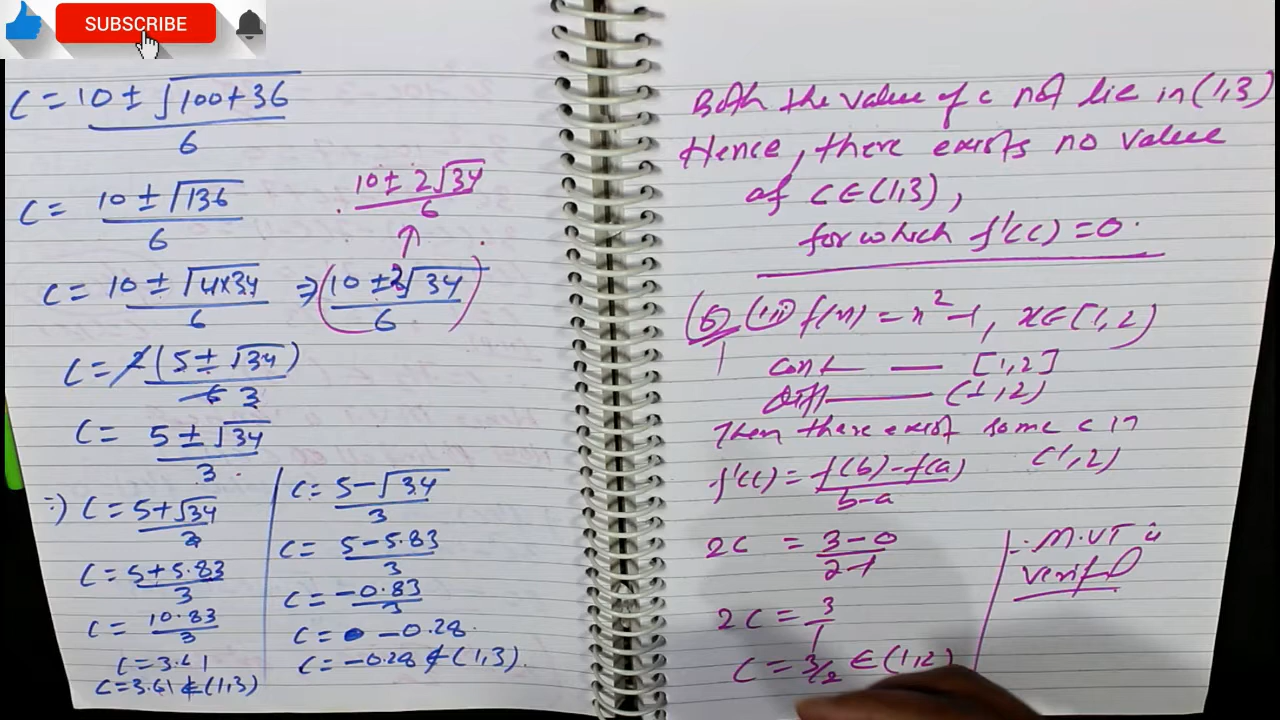 SUBSCRIBE
C = 10 ± √100+36 / 6
C = 10 ± √136 / 6
10 ± 2√34 / 6
C = 10 ± √4×34 / 6 ⇒ (10 ± 2√34 / 6)
C = 2(5 ± √34) / 6 3
C = 5 ± √34 / 3
:) C = 5+√34 / 3
C = 5+5.83 / 3
C = 10.83 / 3
C = 3.61
C = 3.61 ∉ (1,3)
C = 5-√34 / 3
C = 5-5.83 / 3
C = -0.83 / 3
C = -0.28
C = -0.28 ∉ (1,3)
Both the value of c not lie in (1,3)
Hence, there exists no value
of C ∈ (1,3),
for which f'(c) = 0.
(6) (iii) f(x) = x² - 1, x ∈ [1,2)
cont — [1,2]
diff — (1,2)
Then there exist some c in
(1,2)
f'(c) = f(b) - f(a) / b-a
2C = 3-0 / 2-1
2C = 3 / 1
C = 3/2 ∈ (1,2)
∴ M.VT is
verified